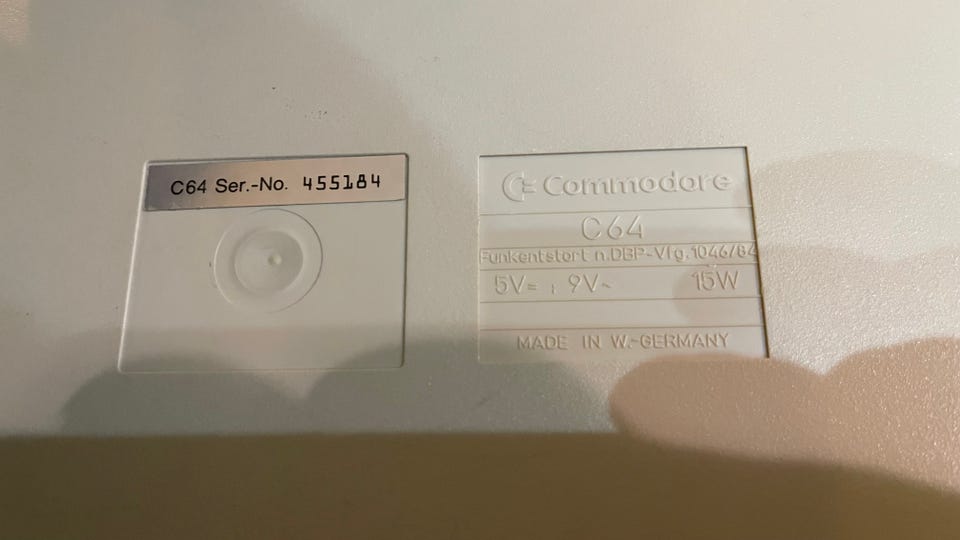 C64 Ser.-No. 455184
Commodore
C64
Funkentstört n.DBP-Vfg.1046/84
5V= ; 9V~ 15W
MADE IN W.-GERMANY